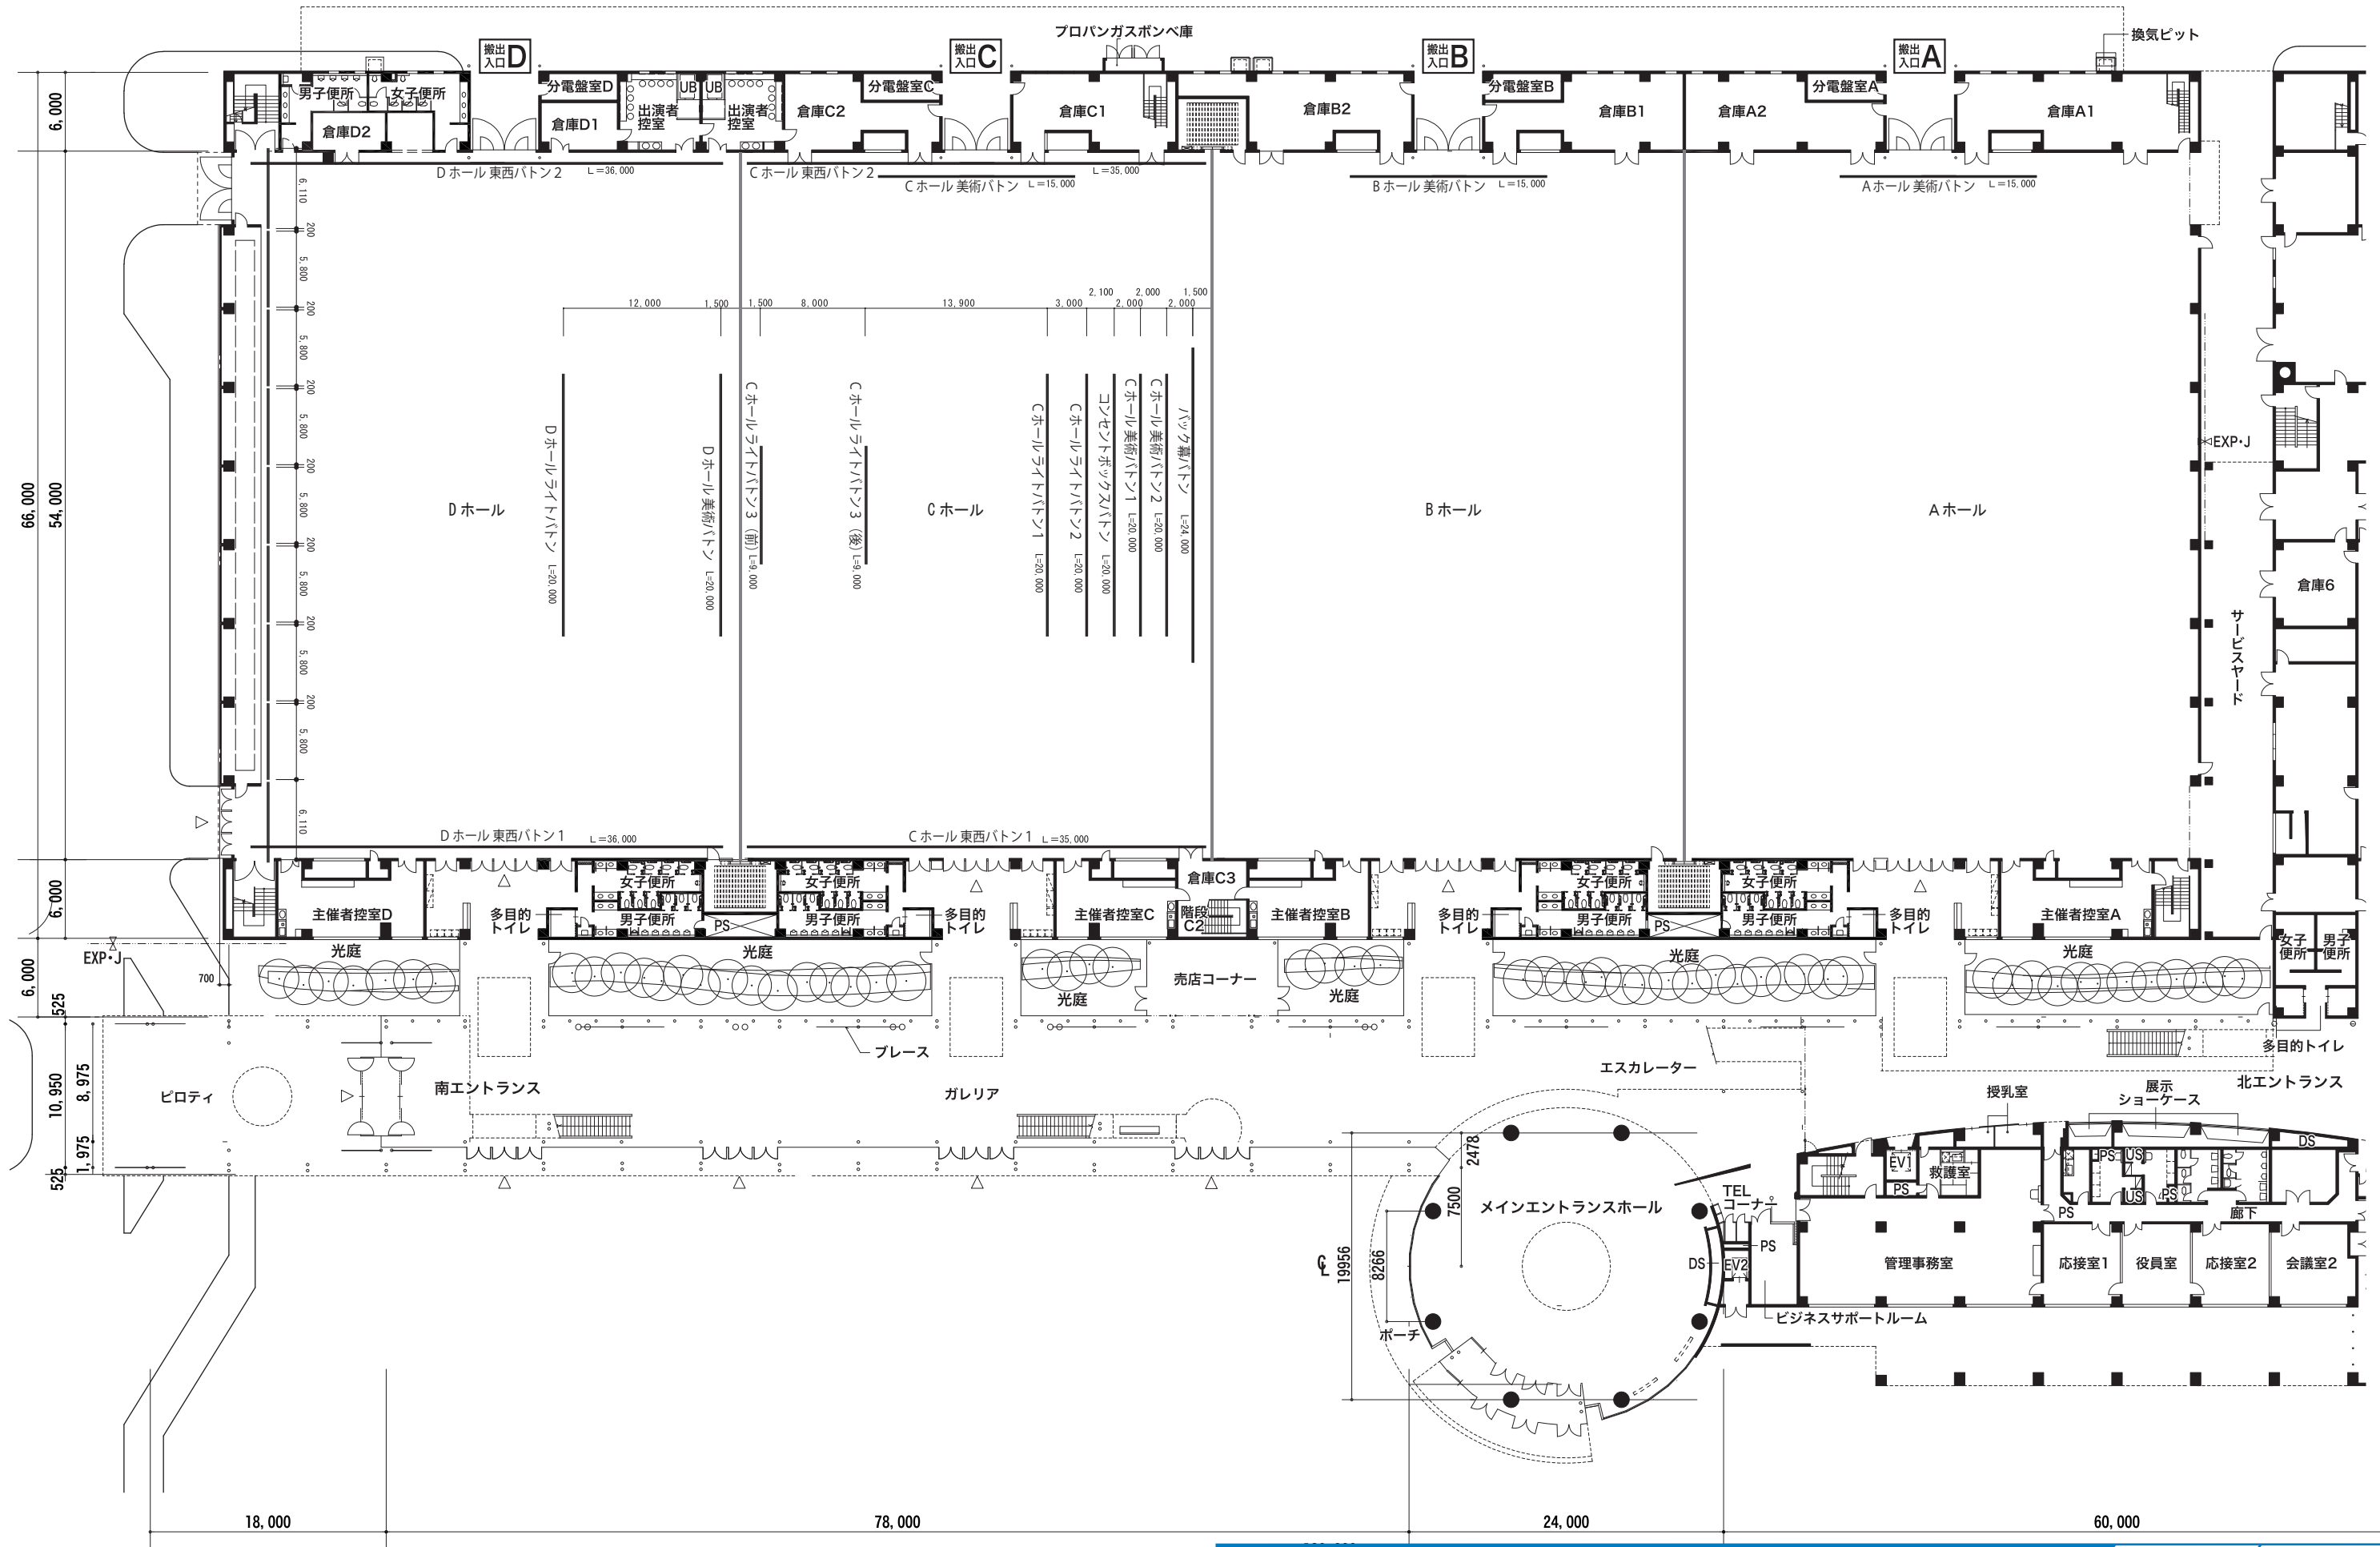 プロパンガスボンベ庫
換気ピット
搬出
入口 D
搬出
入口 C
搬出
入口 B
搬出
入口 A
男子便所
女子便所
倉庫D2
分電盤室D
倉庫D1
出演者
控室
UB
UB
出演者
控室
倉庫C2
分電盤室C
倉庫C1
倉庫B2
分電盤室B
倉庫B1
倉庫A2
分電盤室A
倉庫A1
6,000
Dホール 東西バトン2 L=36,000
Cホール 東西バトン2 L=35,000
Cホール 美術バトン L=15,000
Bホール 美術バトン L=15,000
Aホール 美術バトン L=15,000
6,110
200
5,800
200
5,800
200
5,800
200
5,800
200
5,800
200
5,800
200
5,800
6,110
12,000
1,500
1,500
8,000
13,900
3,000
2,100
2,000
2,000
2,000
1,500
Dホール ライトバトン L=20,000
Dホール 美術バトン L=20,000
Cホール ライトバトン3(前) L=9,000
Cホール ライトバトン3(後) L=9,000
Cホール ライトバトン1 L=20,000
Cホール ライトバトン2 L=20,000
コンセントボックスバトン L=20,000
Cホール 美術バトン1 L=20,000
Cホール 美術バトン2 L=20,000
バック幕バトン L=24,000
66,000
54,000
Dホール
Cホール
Bホール
Aホール
EXP・J
倉庫6
サービスヤード
Dホール 東西バトン1 L=36,000
Cホール 東西バトン1 L=35,000
6,000
主催者控室D
多目的
トイレ
女子便所
男子便所
PS
女子便所
男子便所
多目的
トイレ
主催者控室C
倉庫C3
階段
C2
主催者控室B
多目的
トイレ
女子便所
男子便所
PS
女子便所
男子便所
多目的
トイレ
主催者控室A
女子
便所
男子
便所
EXP・J
700
6,000
525
光庭
光庭
光庭
売店コーナー
光庭
光庭
光庭
ブレース
エスカレーター
多目的トイレ
10,950
8,975
1,975
525
ピロティ
南エントランス
ガレリア
授乳室
展示
ショーケース
北エントランス
2478
7500
19956
8266
CL
メインエントランスホール
ポーチ
TEL
コーナー
PS
DS
EV2
EV1
PS
救護室
PS
US
US
PS
PS
DS
廊下
管理事務室
応接室1
役員室
応接室2
会議室2
ビジネスサポートルーム
18,000
78,000
24,000
60,000